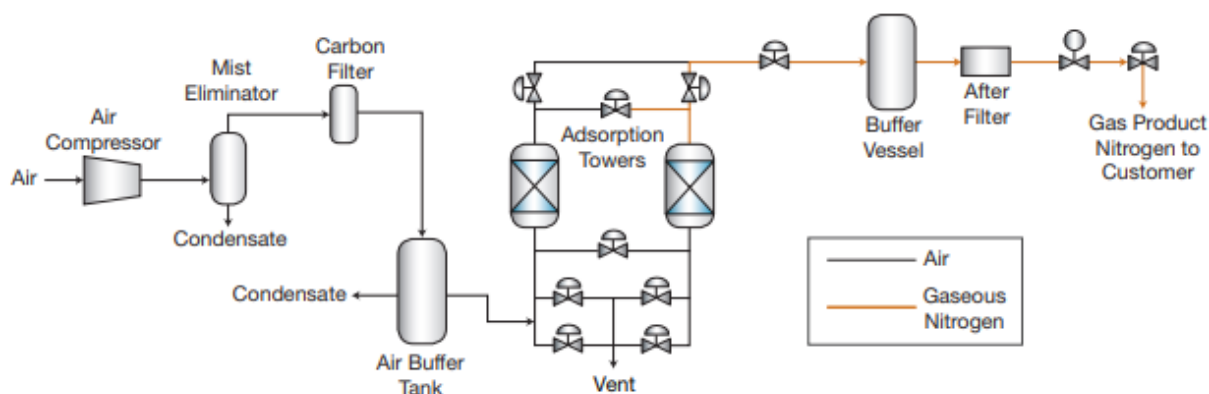 Air
Air
Compressor
Mist
Eliminator
Condensate
Carbon
Filter
Condensate
Air Buffer
Tank
Adsorption
Towers
Vent
Buffer
Vessel
After
Filter
Gas Product
Nitrogen to
Customer
Air
Gaseous
Nitrogen